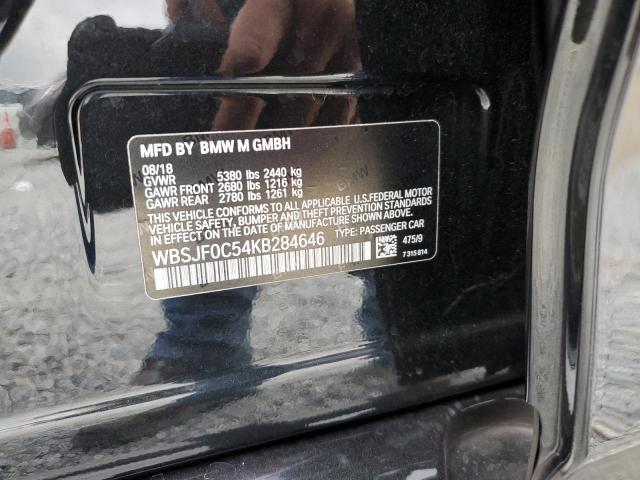 MFD BY BMW M GMBH
08/18
GVWR 5380 lbs 2440 kg
GAWR FRONT 2680 lbs 1216 kg
GAWR REAR 2780 lbs 1261 kg
THIS VEHICLE CONFORMS TO ALL APPLICABLE U.S.FEDERAL MOTOR
VEHICLE SAFETY, BUMPER, AND THEFT PREVENTION
STANDARDS IN EFFECT ON THE DATE OF MANUFACTURE SHOWN ABOVE.
WBSJF0C54KB284646 TYPE: PASSENGER CAR
475/9
7 315 814